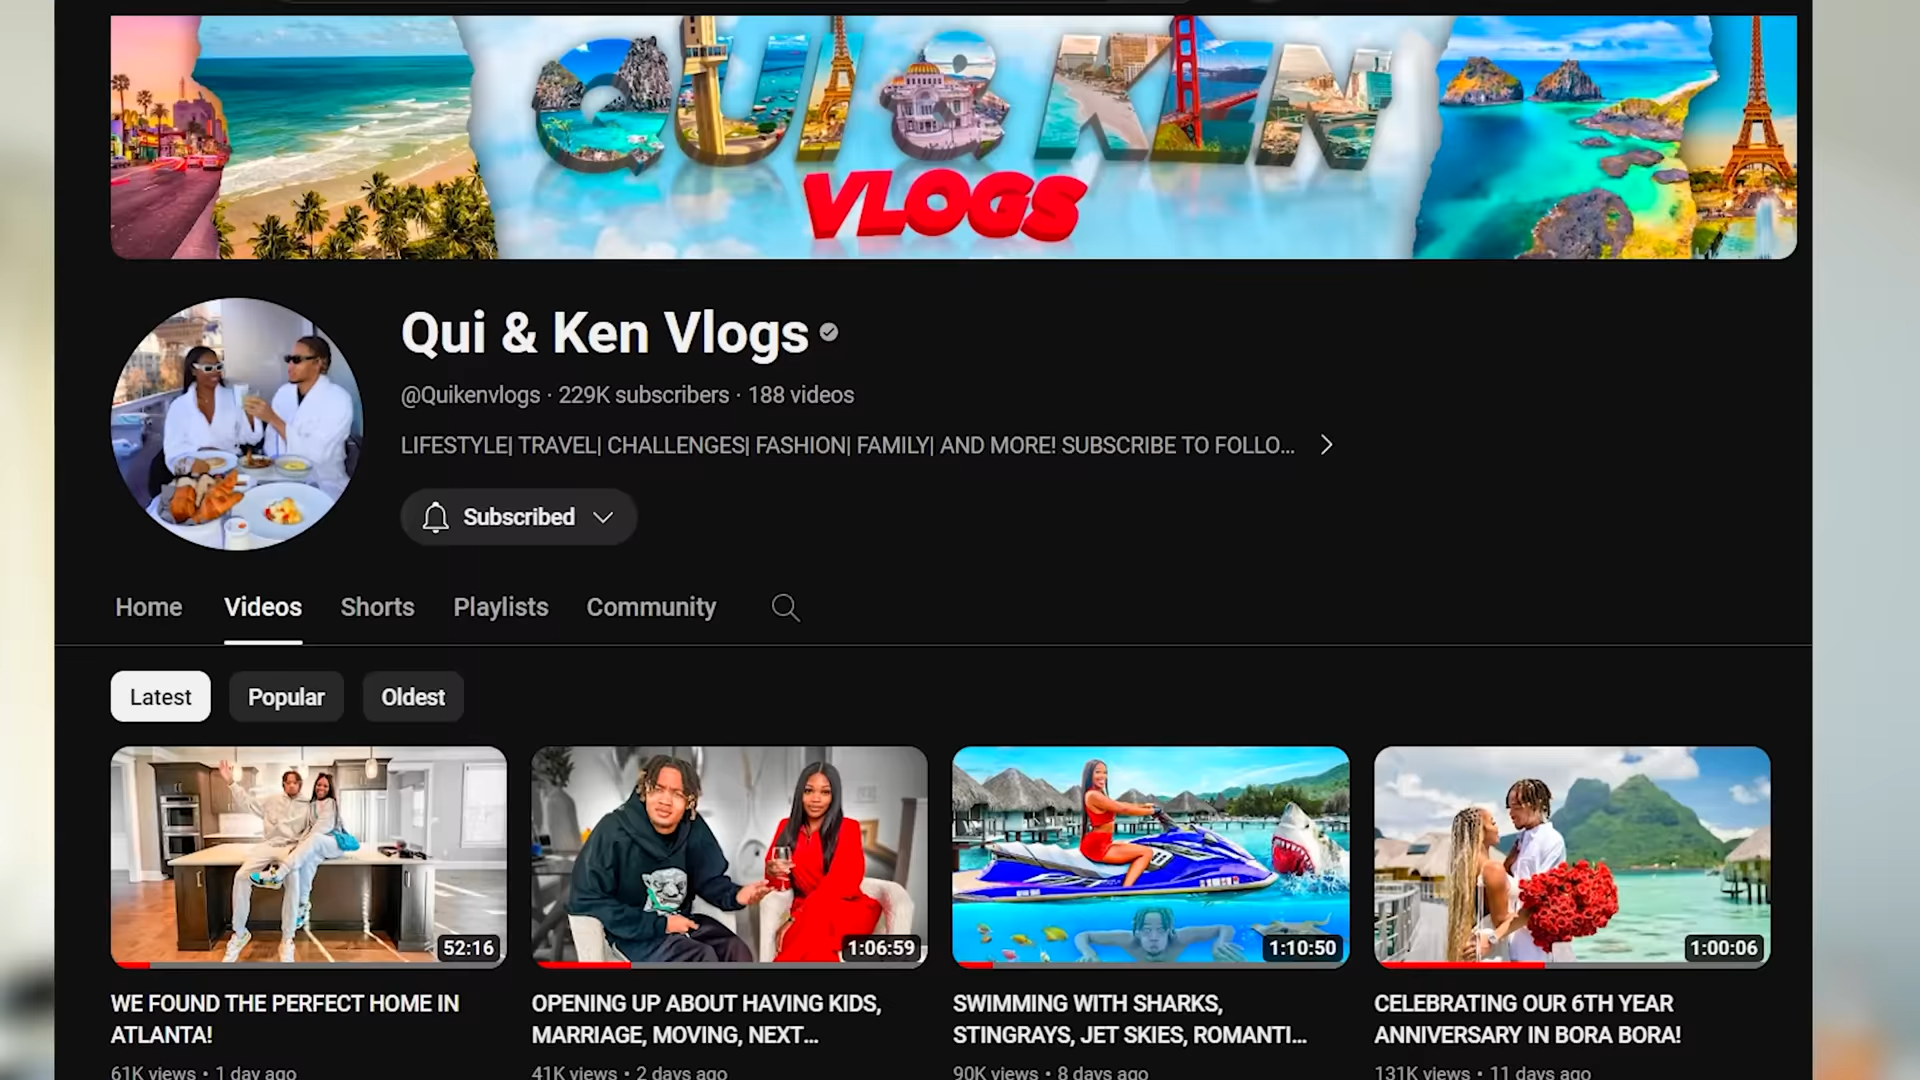 QUI & KEN
VLOGS
Qui & Ken Vlogs
@Quikenvlogs · 229K subscribers · 188 videos
LIFESTYLE| TRAVEL| CHALLENGES| FASHION| FAMILY| AND MORE! SUBSCRIBE TO FOLLO...
Subscribed
Home Videos Shorts Playlists Community
Latest Popular Oldest
52:16 1:06:59 1:10:50 1:00:06
WE FOUND THE PERFECT HOME IN
ATLANTA!
61K views • 1 day ago
OPENING UP ABOUT HAVING KIDS,
MARRIAGE, MOVING, NEXT...
41K views • 2 days ago
SWIMMING WITH SHARKS,
STINGRAYS, JET SKIES, ROMANTI...
90K views • 8 days ago
CELEBRATING OUR 6TH YEAR
ANNIVERSARY IN BORA BORA!
131K views • 11 days ago